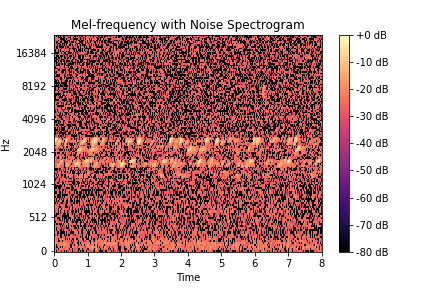 Mel-frequency with Noise Spectrogram
Hz
16384
8192
4096
2048
1024
512
0
0 1 2 3 4 5 6 7 8
Time
+0 dB
-10 dB
-20 dB
-30 dB
-40 dB
-50 dB
-60 dB
-70 dB
-80 dB